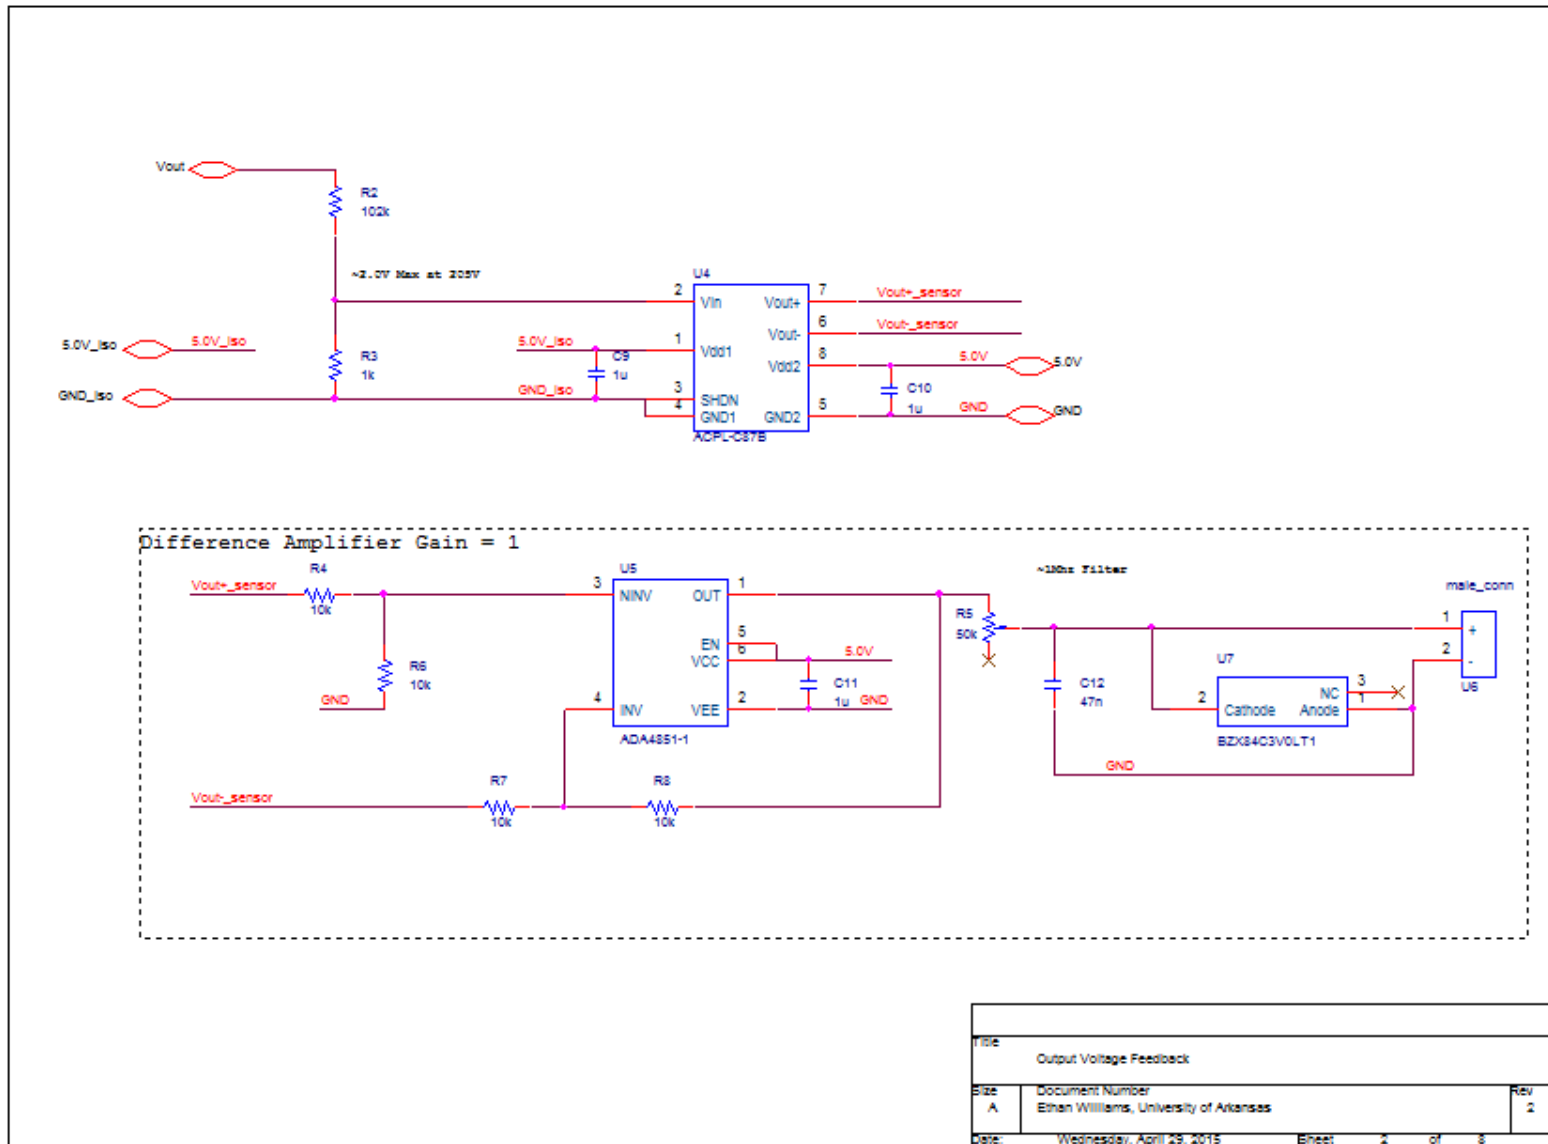 Vout
R2
102k
~2.0V Max at 205V
U4
2
Vin
Vout+
7
Vout+_sensor
Vout-
6
Vout-_sensor
5.0V_iso
5.0V_iso
R3
1k
5.0V_iso
C9
1u
1
Vdd1
Vdd2
8
5.0V
5.0V
GND_iso
GND_iso
3
SHDN
4
GND1
GND2
5
C10
1u
GND
GND
ACPL-C87B
Difference Amplifier Gain = 1
Vout+_sensor
R4
10k
R6
10k
GND
U5
3
NINV
OUT
1
EN
5
VCC
6
5.0V
4
INV
VEE
2
C11
1u
GND
ADA4851-1
Vout-_sensor
R7
10k
R8
10k
~1Mhz Filter
R5
50k
C12
47n
U7
2
Cathode
NC
3
Anode
1
BZX84C3V0LT1
GND
male_conn
1
+
2
-
U6
Title
Output Voltage Feedback
Size
A
Document Number
Ethan Williams, University of Arkansas
Rev
2
Date:
Wednesday, April 29, 2015
Sheet 2 of 8